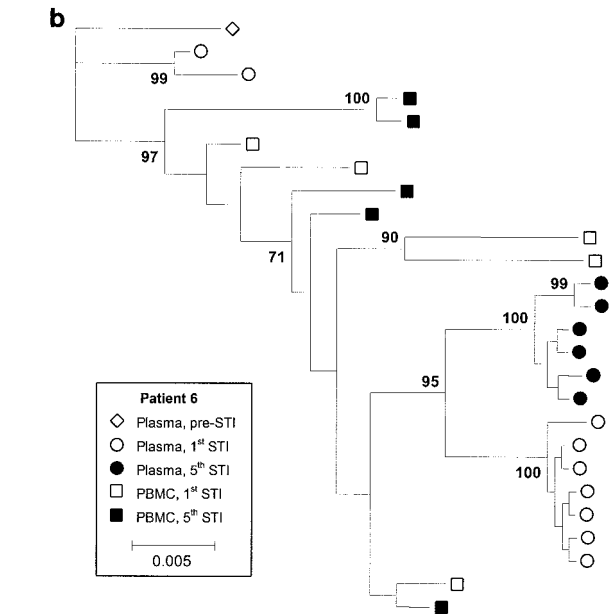 b
99
100
97
90
71
99
100
95
100
Patient 6
Plasma, pre-STI
Plasma, 1st STI
Plasma, 5th STI
PBMC, 1st STI
PBMC, 5th STI
0.005